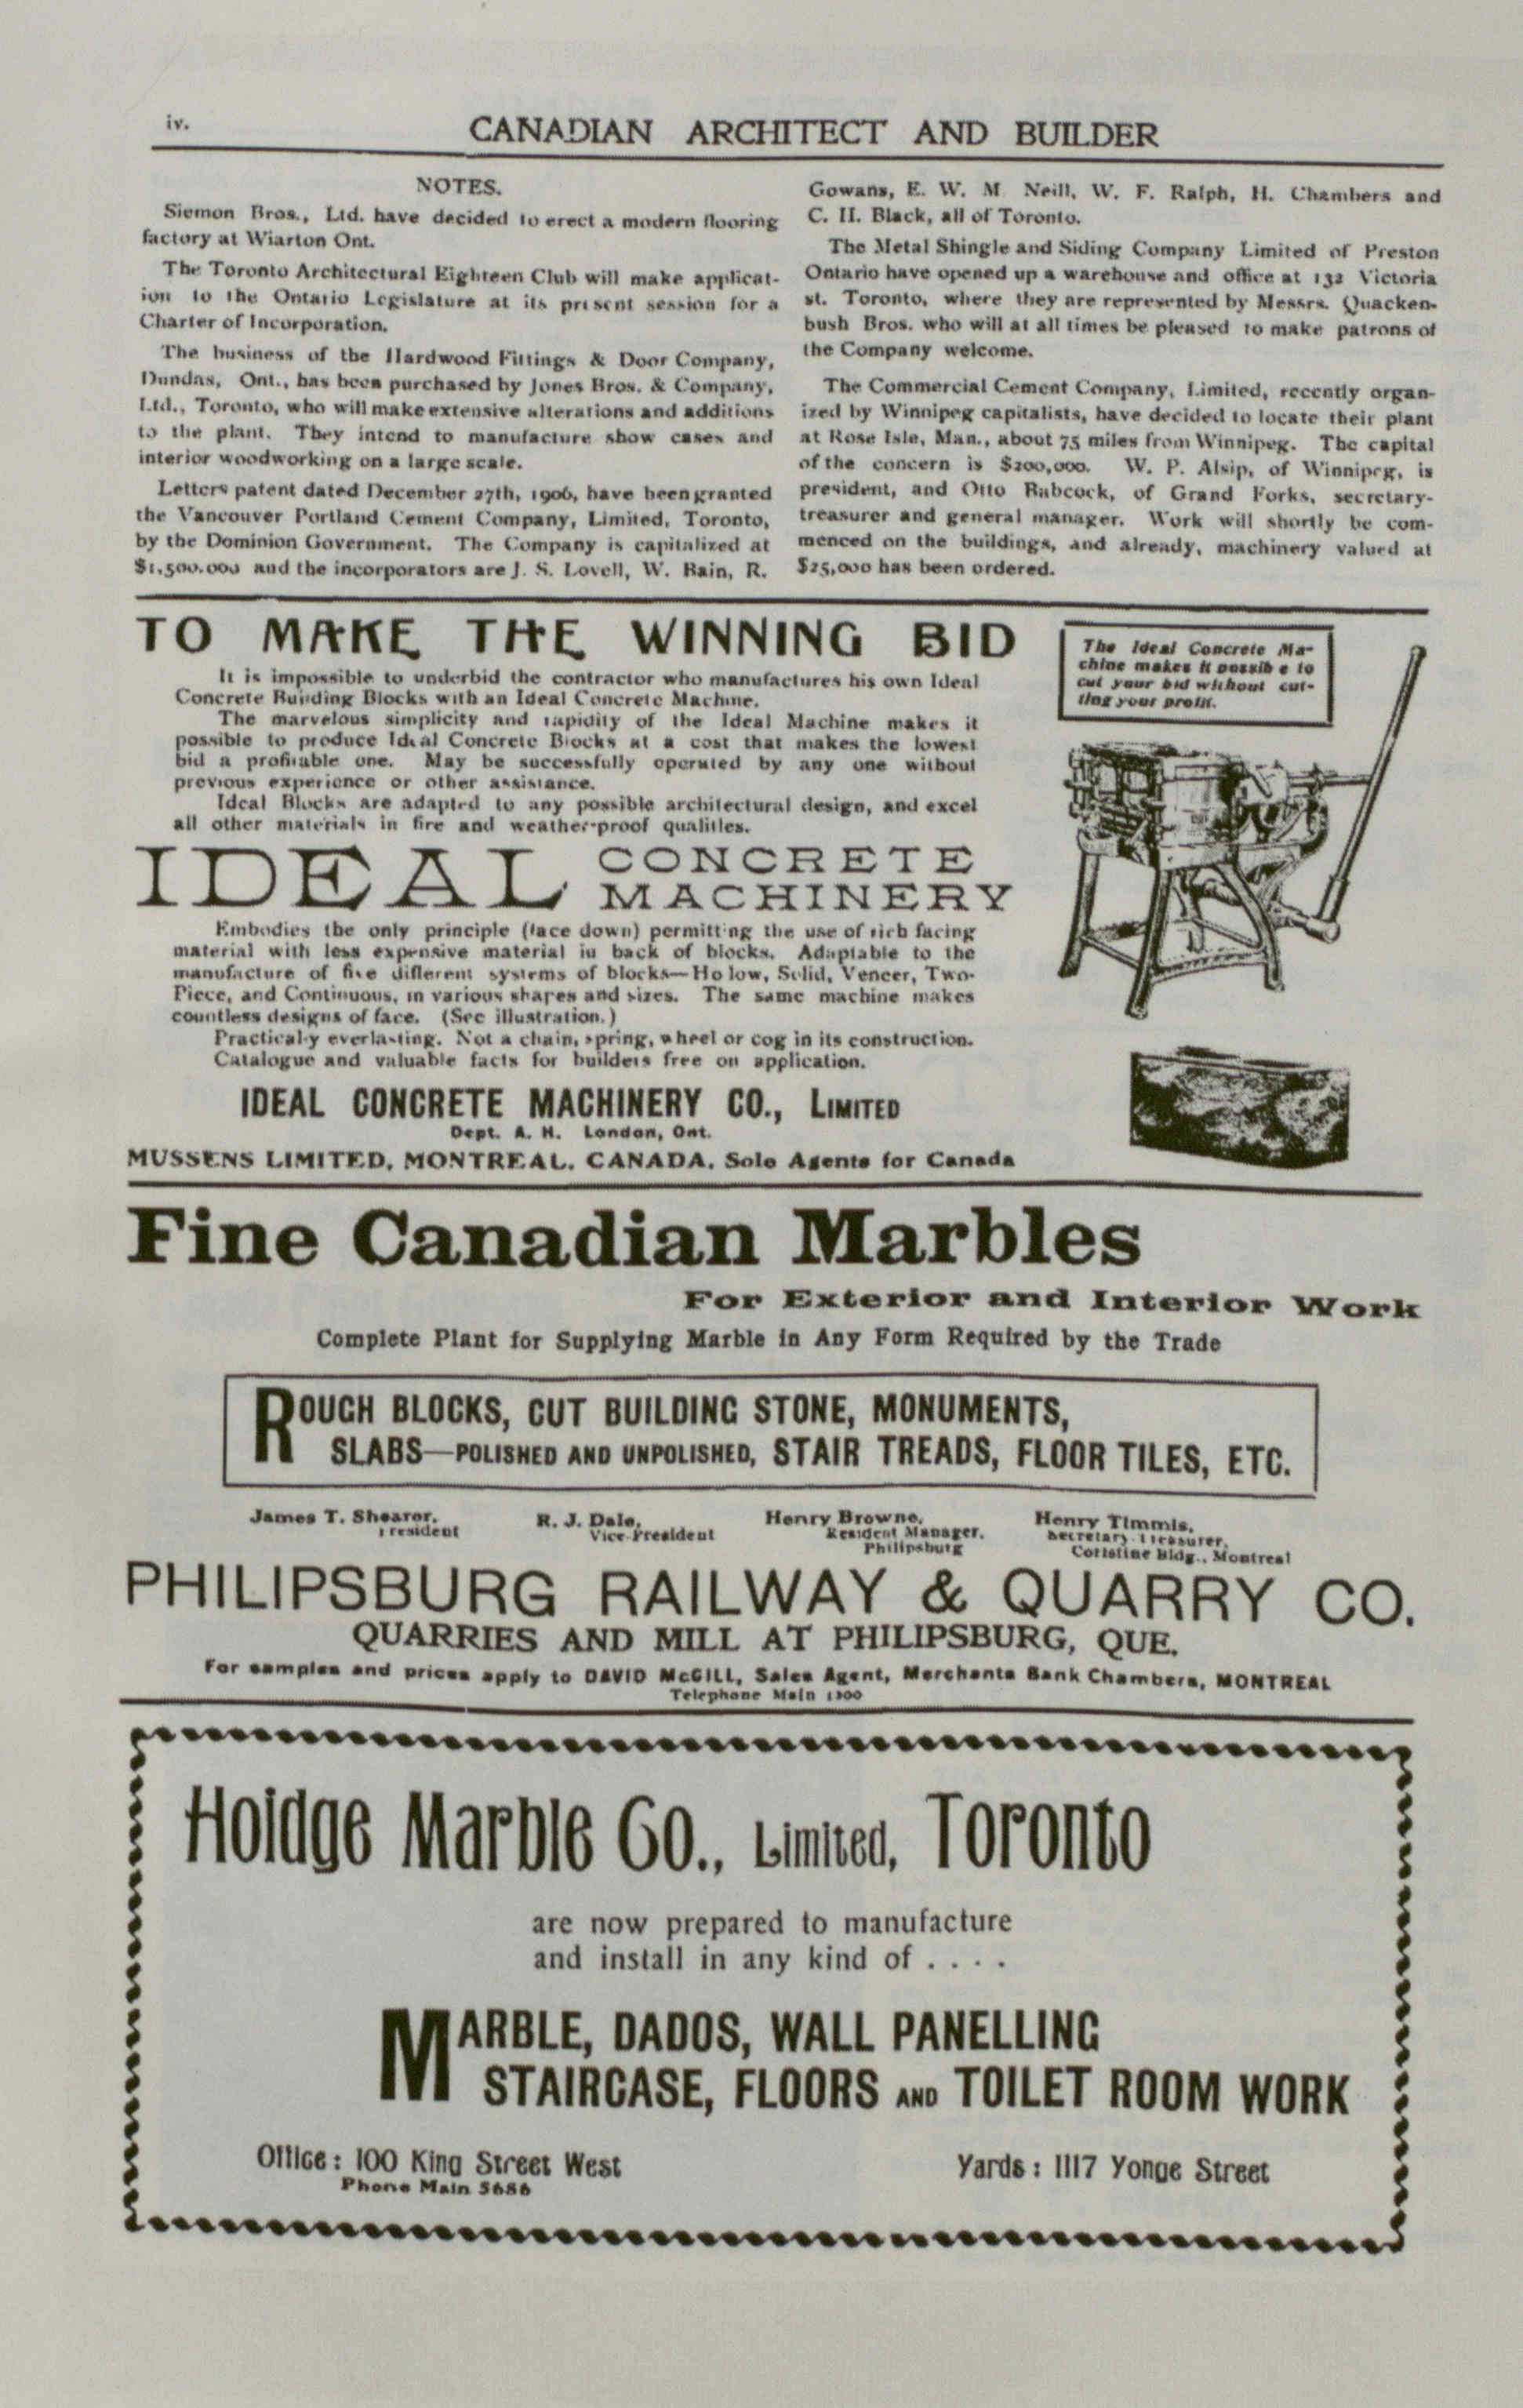 iv.
CANADIAN ARCHITECT AND BUILDER
NOTES.
Siemon Bros., Ltd. have decided to erect a modern flooring
factory at Wiarton Ont.
The Toronto Architectural Eighteen Club will make applicat-
ion to the Ontario Legislature at its present session for a
Charter of Incorporation.
The business of the Hardwood Fittings & Door Company,
Dundas, Ont., has been purchased by Jones Bros. & Company,
Ltd., Toronto, who will make extensive alterations and additions
to the plant. They intend to manufacture show cases and
interior woodworking on a large scale.
Letters patent dated December 27th, 1906, have been granted
the Vancouver Portland Cement Company, Limited, Toronto,
by the Dominion Government. The Company is capitalized at
$1,500.000 and the incorporators are J. S. Lovell, W. Bain, R.
Gowans, E. W. M Neill, W. F. Ralph, H. Chambers and
C. H. Black, all of Toronto.
The Metal Shingle and Siding Company Limited of Preston
Ontario have opened up a warehouse and office at 132 Victoria
st. Toronto, where they are represented by Messrs. Quacken-
bush Bros. who will at all times be pleased to make patrons of
the Company welcome.
The Commercial Cement Company, Limited, recently organ-
ized by Winnipeg capitalists, have decided to locate their plant
at Rose Isle, Man., about 75 miles from Winnipeg. The capital
of the concern is $200,000. W. P. Alsip, of Winnipeg, is
president, and Otto Babcock, of Grand Forks, secretary-
treasurer and general manager. Work will shortly be com-
menced on the buildings, and already, machinery valued at
$25,000 has been ordered.
TO MAKE THE WINNING BID
It is impossible to underbid the contractor who manufactures his own Ideal
Concrete Building Blocks with an Ideal Concrete Machine.
The marvelous simplicity and rapidity of the Ideal Machine makes it
possible to produce Ideal Concrete Blocks at a cost that makes the lowest
bid a profitable one. May be successfully operated by any one without
previous experience or other assistance.
Ideal Blocks are adapted to any possible architectural design, and excel
all other materials in fire and weather-proof qualities.
IDEAL CONCRETE
MACHINERY
Embodies the only principle (face down) permitting the use of rich facing
material with less expensive material in back of blocks. Adaptable to the
manufacture of five different systems of blocks—Hollow, Solid, Veneer, Two-
Piece, and Continuous, in various shapes and sizes. The same machine makes
countless designs of face. (See illustration.)
Practically everlasting. Not a chain, spring, wheel or cog in its construction.
Catalogue and valuable facts for builders free on application.
IDEAL CONCRETE MACHINERY CO., LIMITED
Dept. A. H. London, Ont.
MUSSENS LIMITED, MONTREAL, CANADA, Sole Agents for Canada
The Ideal Concrete Ma-
chine makes it possible to
cut your bid without cut-
ting your profit.
Fine Canadian Marbles
For Exterior and Interior Work
Complete Plant for Supplying Marble in Any Form Required by the Trade
ROUGH BLOCKS, CUT BUILDING STONE, MONUMENTS,
SLABS—POLISHED AND UNPOLISHED, STAIR TREADS, FLOOR TILES, ETC.
James T. Shearer, R. J. Dale, Henry Browne, Henry Timmis,
President Vice-President Resident Manager, Secretary-Treasurer,
Philipsburg Coristine Bldg., Montreal
PHILIPSBURG RAILWAY & QUARRY CO.
QUARRIES AND MILL AT PHILIPSBURG, QUE.
For samples and prices apply to DAVID McGILL, Sales Agent, Merchants Bank Chambers, MONTREAL
Telephone Main 1200
Hoidge Marble Co., Limited, Toronto
are now prepared to manufacture
and install in any kind of . . . .
MARBLE, DADOS, WALL PANELLING
STAIRCASE, FLOORS AND TOILET ROOM WORK
Office: 100 King Street West Yards: 1117 Yonge Street
Phone Main 5686